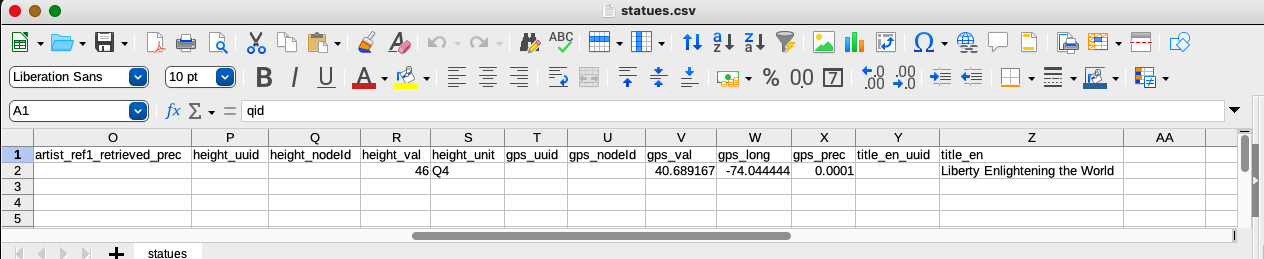 statues.csv
ABC
Liberation Sans 10 pt B I U A % 0.0 7 .0 .00
A1 fx Σ = qid
O P Q R S T U V W X Y Z AA
1 artist_ref1_retrieved_prec height_uuid height_nodeId height_val height_unit gps_uuid gps_nodeId gps_val gps_long gps_prec title_en_uuid title_en
2 46 Q4 40.689167 -74.044444 0.0001 Liberty Enlightening the World
3
4
5
statues